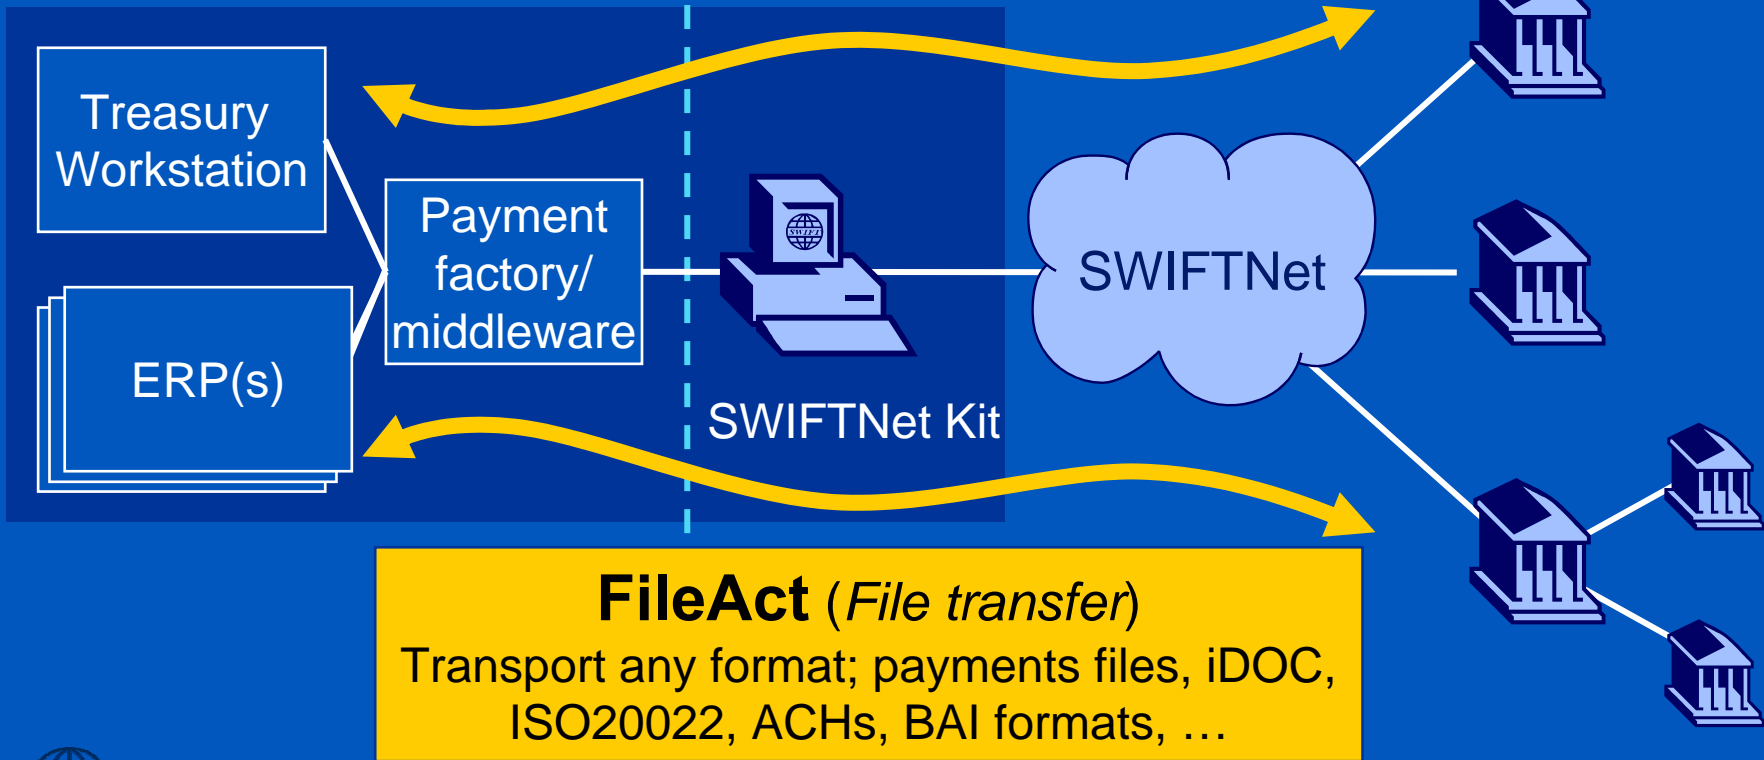 Treasury
Workstation
Payment
factory/
middleware
ERP(s)
SWIFT
SWIFTNet Kit
SWIFTNet
FileAct (File transfer)
Transport any format; payments files, iDOC,
ISO20022, ACHs, BAI formats, …